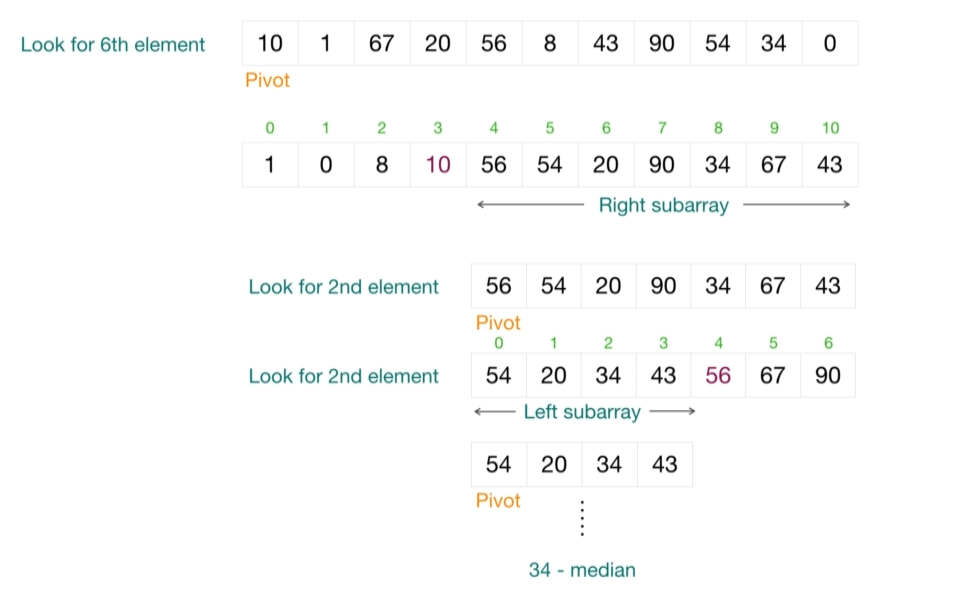 Look for 6th element 10 1 67 20 56 8 43 90 54 34 0
Pivot
0 1 2 3 4 5 6 7 8 9 10
1 0 8 10 56 54 20 90 34 67 43
Right subarray
Look for 2nd element 56 54 20 90 34 67 43
Pivot
0 1 2 3 4 5 6
Look for 2nd element 54 20 34 43 56 67 90
Left subarray
54 20 34 43
Pivot
34 - median